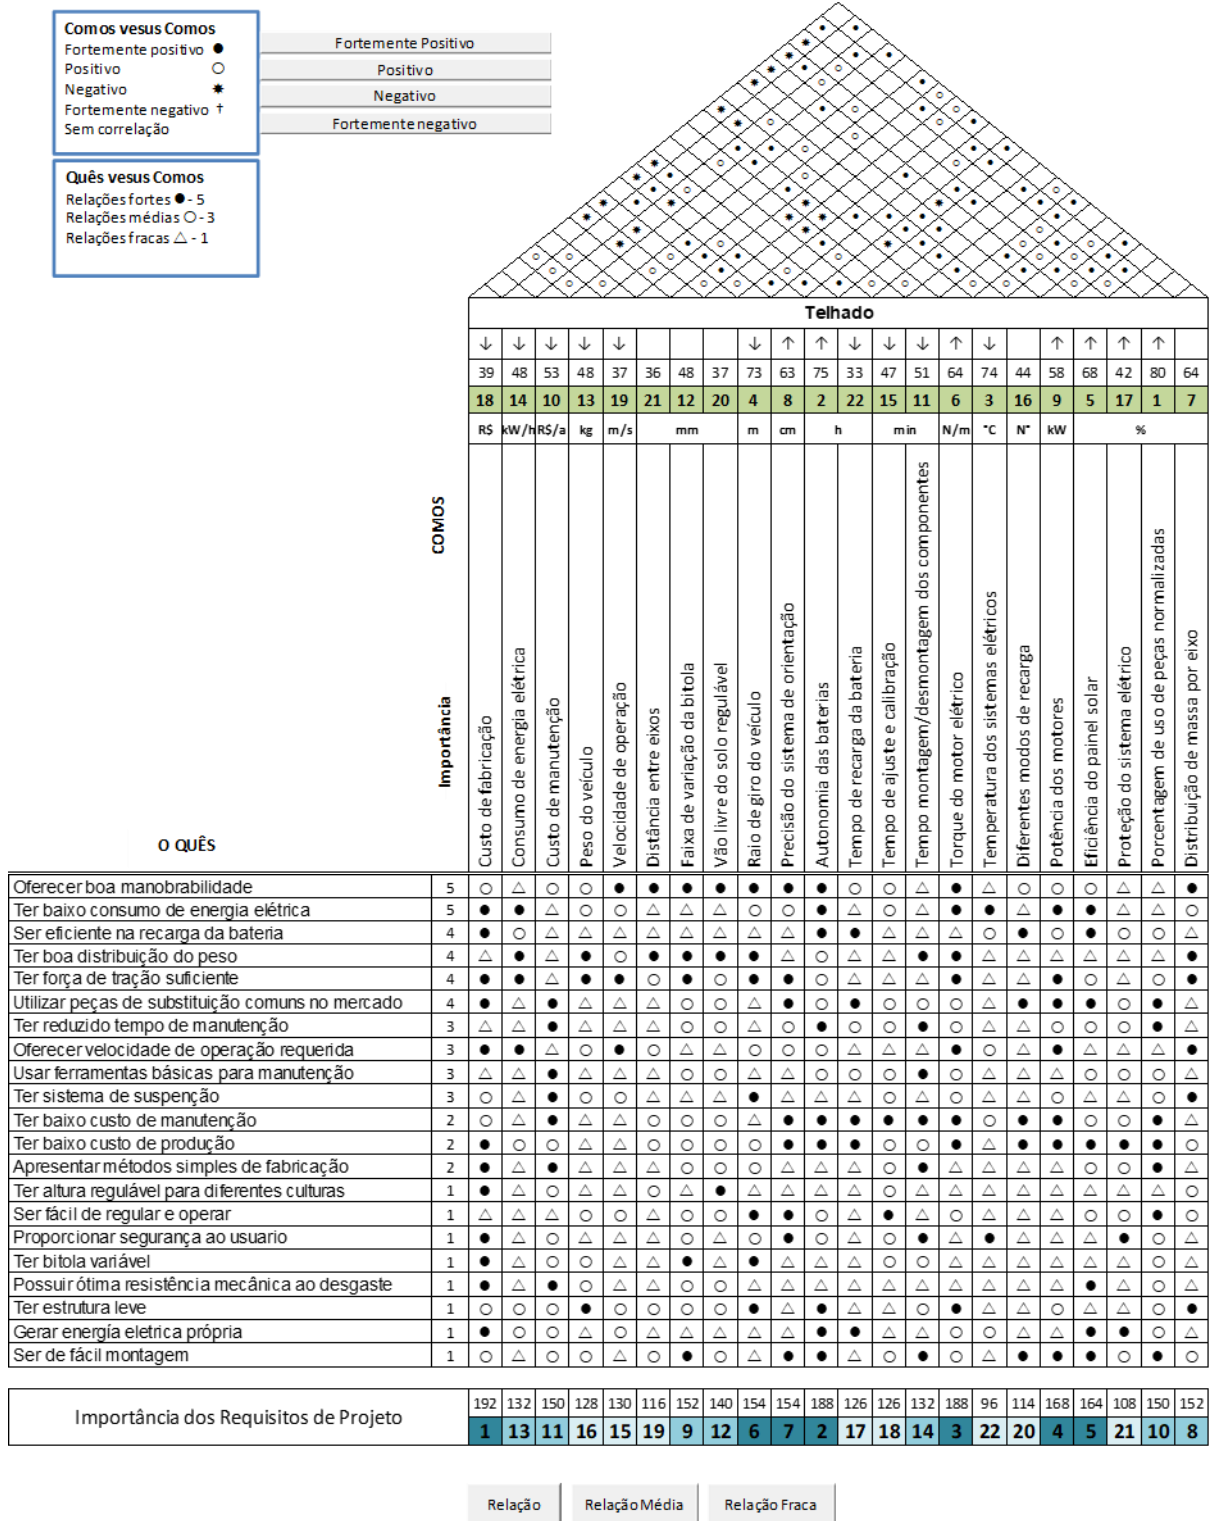 Comos vesus Comos
Fortemente positivo ●
Positivo ○
Negativo ✷
Fortemente negativo †
Sem correlação
Fortemente Positivo
Positivo
Negativo
Fortemente negativo
Quês vesus Comos
Relações fortes ● - 5
Relações médias ○ - 3
Relações fracas △ - 1
Telhado
↓ ↓ ↓ ↓ ↓ ↓ ↑ ↑ ↓ ↓ ↓ ↑ ↓ ↑ ↑ ↑ ↑
39 48 53 48 37 36 48 37 73 63 75 33 47 51 64 74 44 58 68 42 80 64
18 14 10 13 19 21 12 20 4 8 2 22 15 11 6 3 16 9 5 17 1 7
R$ kW/h R$/a kg m/s mm m cm h min N/m °C N° kW %
COMOS
Importância
O QUÊS
Custo de fabricação
Consumo de energia elétrica
Custo de manutenção
Peso do veículo
Velocidade de operação
Distância entre eixos
Faixa de variação da bitola
Vão livre do solo regulável
Raio de giro do veículo
Precisão do sistema de orientação
Autonomia das baterias
Tempo de recarga da bateria
Tempo de ajuste e calibração
Tempo montagem/desmontagem dos componentes
Torque do motor elétrico
Temperatura dos sistemas elétricos
Diferentes modos de recarga
Potência dos motores
Eficiência do painel solar
Proteção do sistema elétrico
Porcentagem de uso de peças normalizadas
Distribuição de massa por eixo
Oferecer boa manobrabilidade 5 ○ △ ○ ○ ● ● ● ● ● ● ● ○ ○ △ ● △ ○ ○ ○ △ △ ●
Ter baixo consumo de energia elétrica 5 ● ● △ ○ ○ △ △ △ ○ ○ ● △ ○ △ ● ● △ ● ● △ △ ○
Ser eficiente na recarga da bateria 4 ● ○ △ △ △ △ △ △ △ △ ● ● △ △ △ ○ ● ○ ● ○ ○ △
Ter boa distribuição do peso 4 △ ● △ ● ○ ● ● ● ● △ ○ △ △ ● ● △ △ △ △ △ △ ●
Ter força de tração suficiente 4 ● ● △ ● ● ○ ● ○ ● ● △ △ △ △ ● △ △ ● ○ △ ○ ●
Utilizar peças de substituição comuns no mercado 4 ● △ ● △ △ △ ○ ○ △ ● ○ ● ○ ○ ○ △ ● ● ● ○ ● △
Ter reduzido tempo de manutenção 3 △ △ ● △ △ △ ○ ○ △ ○ ● ○ ○ ● ○ △ △ ○ ○ ○ ● △
Oferecer velocidade de operação requerida 3 ● ● △ ○ ● ○ △ △ ○ ○ ○ △ △ △ ● ○ △ ● △ △ △ ●
Usar ferramentas básicas para manutenção 3 △ △ ● △ △ △ ○ ○ △ △ ○ ○ ○ ● ○ △ △ △ ○ ○ ○ △
Ter sistema de suspenção 3 ○ △ ● ○ ○ △ △ △ ● △ △ △ ○ △ ○ △ △ ○ △ △ ○ ●
Ter baixo custo de manutenção 2 ○ △ ● △ △ ○ ○ ○ △ ● ● ● ● ● ● ○ ● ● ○ ○ ● △
Ter baixo custo de produção 2 ● ○ ○ △ △ ○ ○ ○ ○ ● ● ● ○ ○ ● △ ● ● ● ● ● ○
Apresentar métodos simples de fabricação 2 ● △ ● △ △ △ ○ ○ ○ △ △ △ ○ ● △ △ △ △ ○ ○ ● △
Ter altura regulável para diferentes culturas 1 ● △ ○ △ △ ○ △ ● △ △ △ △ ○ △ △ △ △ △ △ △ △ ○
Ser fácil de regular e operar 1 △ △ △ ○ ○ △ ○ ○ ● ● ○ △ ● △ ○ △ △ △ ○ ○ ● ○
Proporcionar segurança ao usuario 1 ● △ ○ △ △ △ ○ △ ○ ● ○ △ ○ ● △ ● △ △ △ ● ○ △
Ter bitola variável 1 ● △ ○ ○ △ △ ● △ ● △ △ △ ○ ○ △ △ △ △ △ △ ○ △
Possuir ótima resistência mecânica ao desgaste 1 ● △ ● ○ △ △ ○ ○ △ △ △ △ △ △ △ △ △ △ ● △ ○ △
Ter estrutura leve 1 ○ ○ ○ ● ○ ○ ○ ○ ● △ ● △ △ ○ ● △ △ ○ △ △ ○ ●
Gerar energía eletrica própria 1 ● ○ ○ △ ○ △ △ △ △ △ ● ● △ △ ○ ○ △ △ ● ● ○ △
Ser de fácil montagem 1 ○ △ ○ ○ △ ○ ● ○ △ ● ● △ ○ ● ○ △ ● ● ● ○ ● ○
Importância dos Requisitos de Projeto
192 132 150 128 130 116 152 140 154 154 188 126 126 132 188 96 114 168 164 108 150 152
1 13 11 16 15 19 9 12 6 7 2 17 18 14 3 22 20 4 5 21 10 8
Relação
Relação Média
Relação Fraca